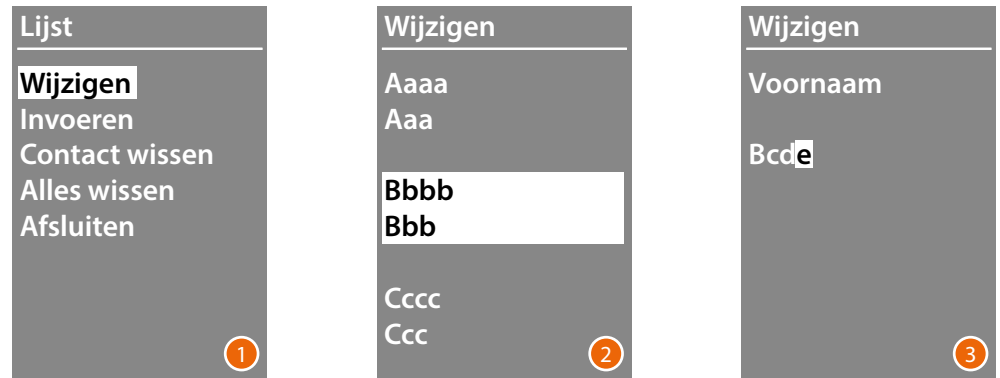 Lijst
Wijzigen
Invoeren
Contact wissen
Alles wissen
Afsluiten
1
Wijzigen
Aaaa
Aaa
Bbbb
Bbb
Cccc
Ccc
2
Wijzigen
Voornaam
Bcde
3